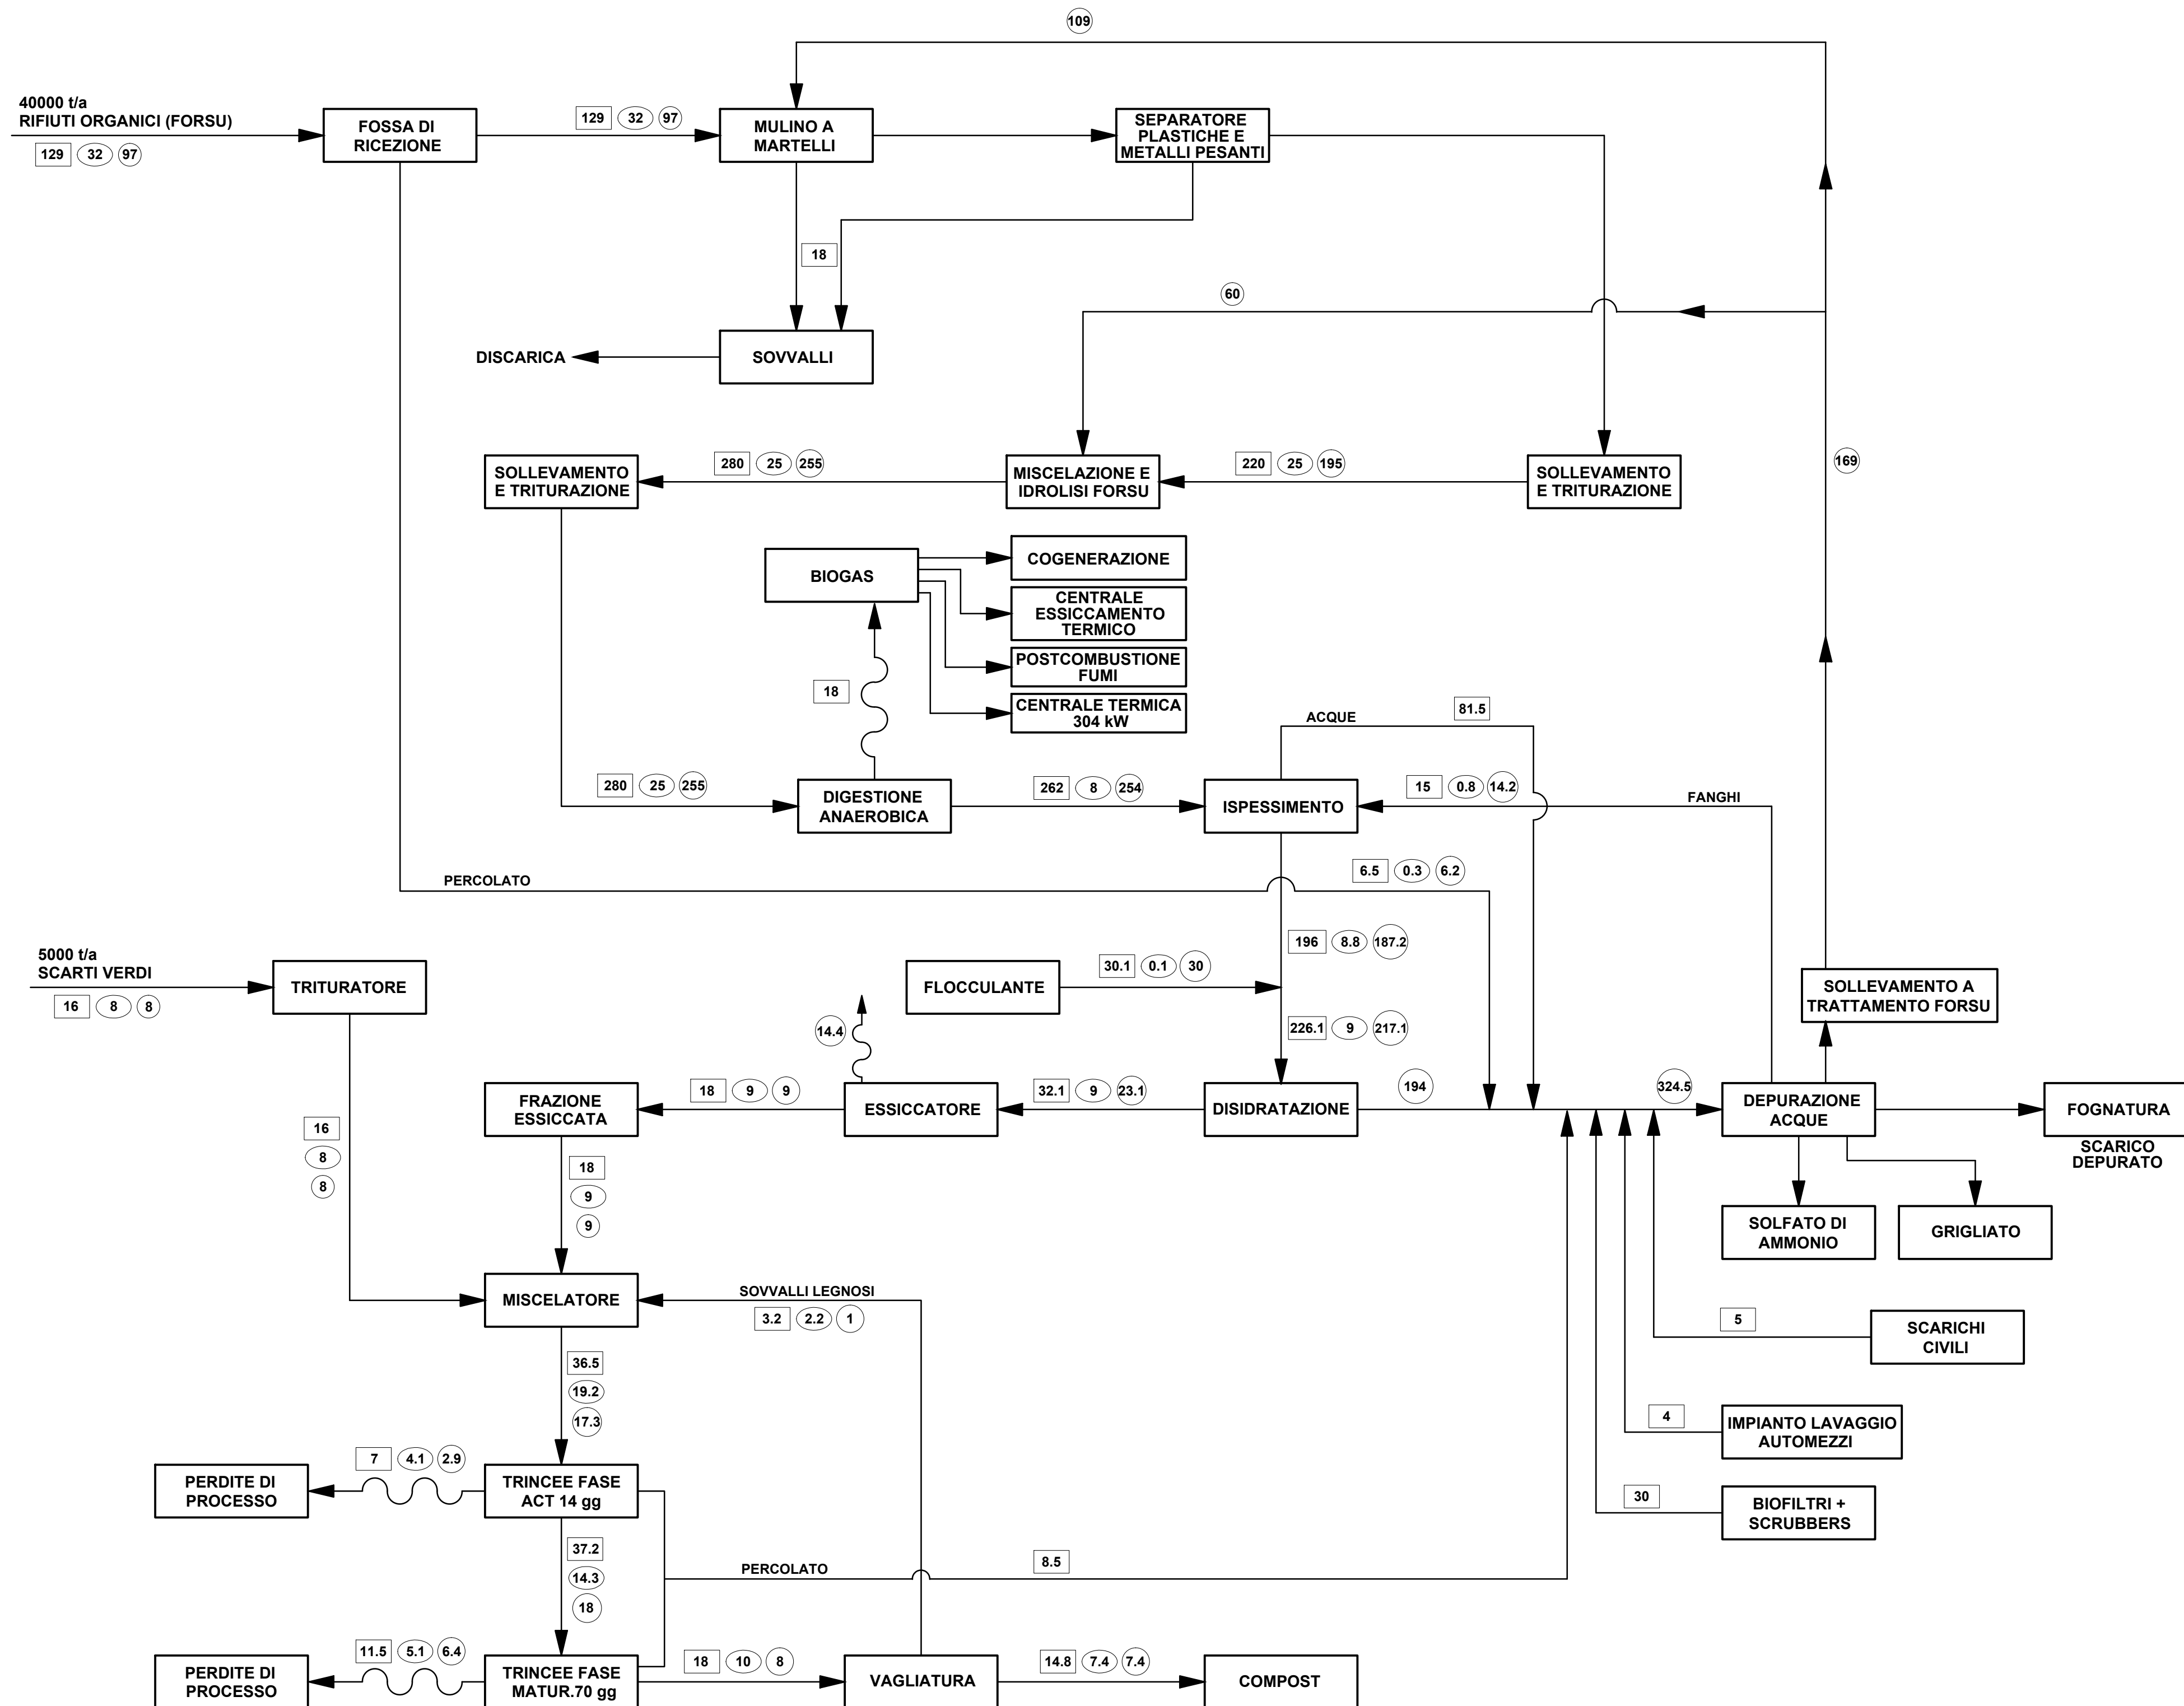 109
40000 t/a
RIFIUTI ORGANICI (FORSU)
129 32 97
FOSSA DI
RICEZIONE
129 32 97
MULINO A
MARTELLI
SEPARATORE
PLASTICHE E
METALLI PESANTI
18
60
DISCARICA
SOVVALLI
SOLLEVAMENTO
E TRITURAZIONE
280 25 255
MISCELAZIONE E
IDROLISI FORSU
220 25 195
SOLLEVAMENTO
E TRITURAZIONE
169
BIOGAS
COGENERAZIONE
CENTRALE
ESSICCAMENTO
TERMICO
POSTCOMBUSTIONE
FUMI
CENTRALE TERMICA
304 kW
18
ACQUE
81.5
280 25 255
DIGESTIONE
ANAEROBICA
262 8 254
ISPESSIMENTO
15 0.8 14.2
FANGHI
PERCOLATO
6.5 0.3 6.2
196 8.8 187.2
5000 t/a
SCARTI VERDI
16 8 8
TRITURATORE
FLOCCULANTE
30.1 0.1 30
SOLLEVAMENTO A
TRATTAMENTO FORSU
14.4
226.1 9 217.1
FRAZIONE
ESSICCATA
18 9 9
ESSICCATORE
32.1 9 23.1
DISIDRATAZIONE
194
324.5
DEPURAZIONE
ACQUE
FOGNATURA
SCARICO
DEPURATO
16
8
8
18
9
9
SOLFATO DI
AMMONIO
GRIGLIATO
MISCELATORE
SOVVALLI LEGNOSI
3.2 2.2 1
5
SCARICHI
CIVILI
36.5
19.2
17.3
4
IMPIANTO LAVAGGIO
AUTOMEZZI
PERDITE DI
PROCESSO
7 4.1 2.9
TRINCEE FASE
ACT 14 gg
30
BIOFILTRI +
SCRUBBERS
37.2
14.3
18
PERCOLATO
8.5
PERDITE DI
PROCESSO
11.5 5.1 6.4
TRINCEE FASE
MATUR.70 gg
18 10 8
VAGLIATURA
14.8 7.4 7.4
COMPOST